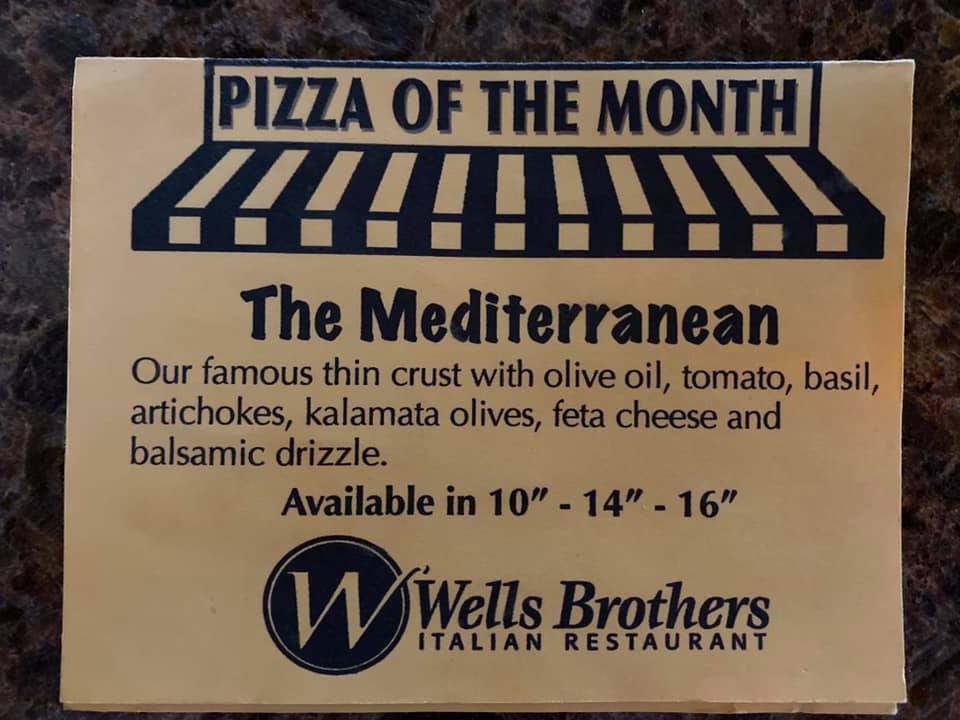 PIZZA OF THE MONTH
The Mediterranean
Our famous thin crust with olive oil, tomato, basil,
artichokes, kalamata olives, feta cheese and
balsamic drizzle.
Available in 10" - 14" - 16"
W Wells Brothers
ITALIAN RESTAURANT